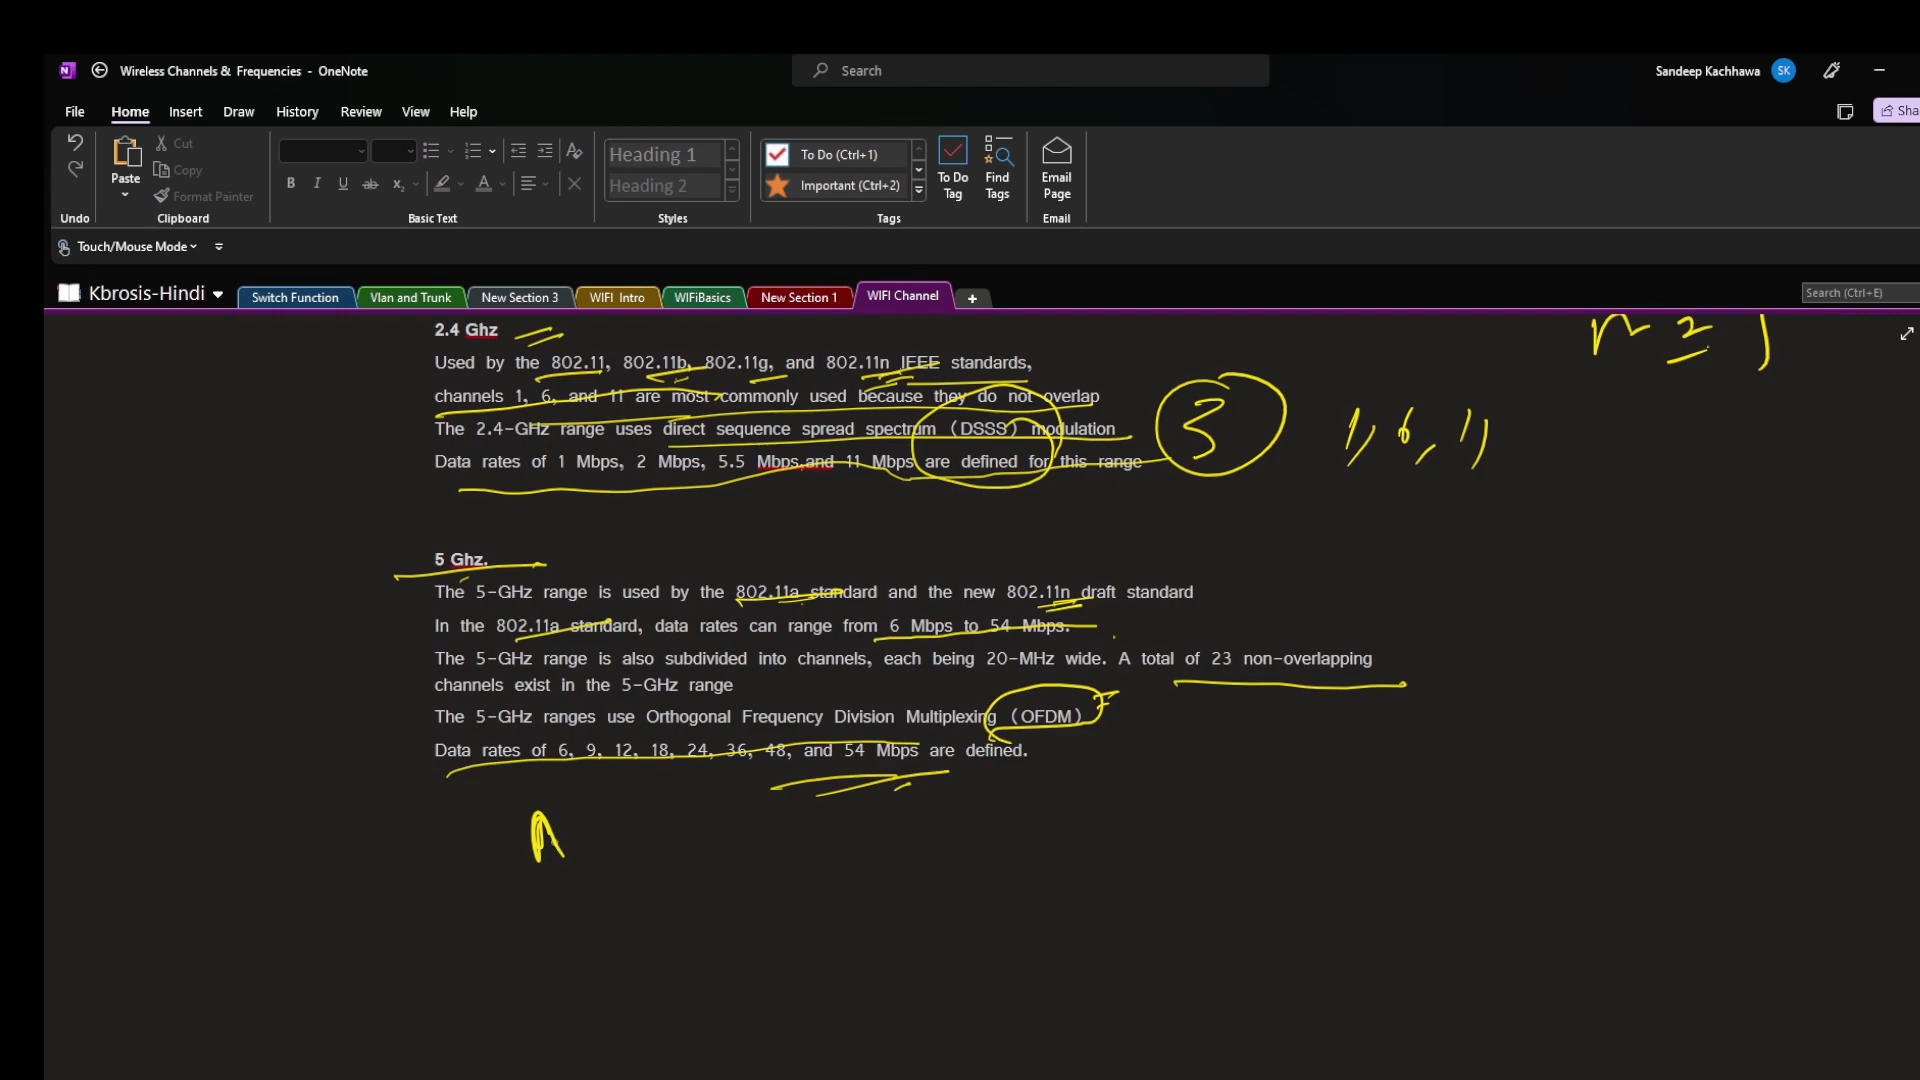 Wireless Channels & Frequencies - OneNote
Search
Sandeep Kachhawa SK
File Home Insert Draw History Review View Help
Sha
Paste
Cut
Copy
Format Painter
Heading 1
Heading 2
To Do (Ctrl+1)
Important (Ctrl+2)
To Do Tag
Find Tags
Email Page
Undo Clipboard Basic Text Styles Tags Email
Touch/Mouse Mode
Kbrosis-Hindi Switch Function Vlan and Trunk New Section 3 WIFI Intro WIFiBasics New Section 1 WIFI Channel + Search (Ctrl+E)
2.4 Ghz
Used by the 802.11, 802.11b, 802.11g, and 802.11n IEEE standards,
channels 1, 6, and 11 are most commonly used because they do not overlap
The 2.4-GHz range uses direct sequence spread spectrum (DSSS) modulation
Data rates of 1 Mbps, 2 Mbps, 5.5 Mbps,and 11 Mbps are defined for this range
3 1, 6, 11
5 Ghz.
The 5-GHz range is used by the 802.11a standard and the new 802.11n draft standard
In the 802.11a standard, data rates can range from 6 Mbps to 54 Mbps.
The 5-GHz range is also subdivided into channels, each being 20-MHz wide. A total of 23 non-overlapping
channels exist in the 5-GHz range
The 5-GHz ranges use Orthogonal Frequency Division Multiplexing (OFDM)
Data rates of 6, 9, 12, 18, 24, 36, 48, and 54 Mbps are defined.